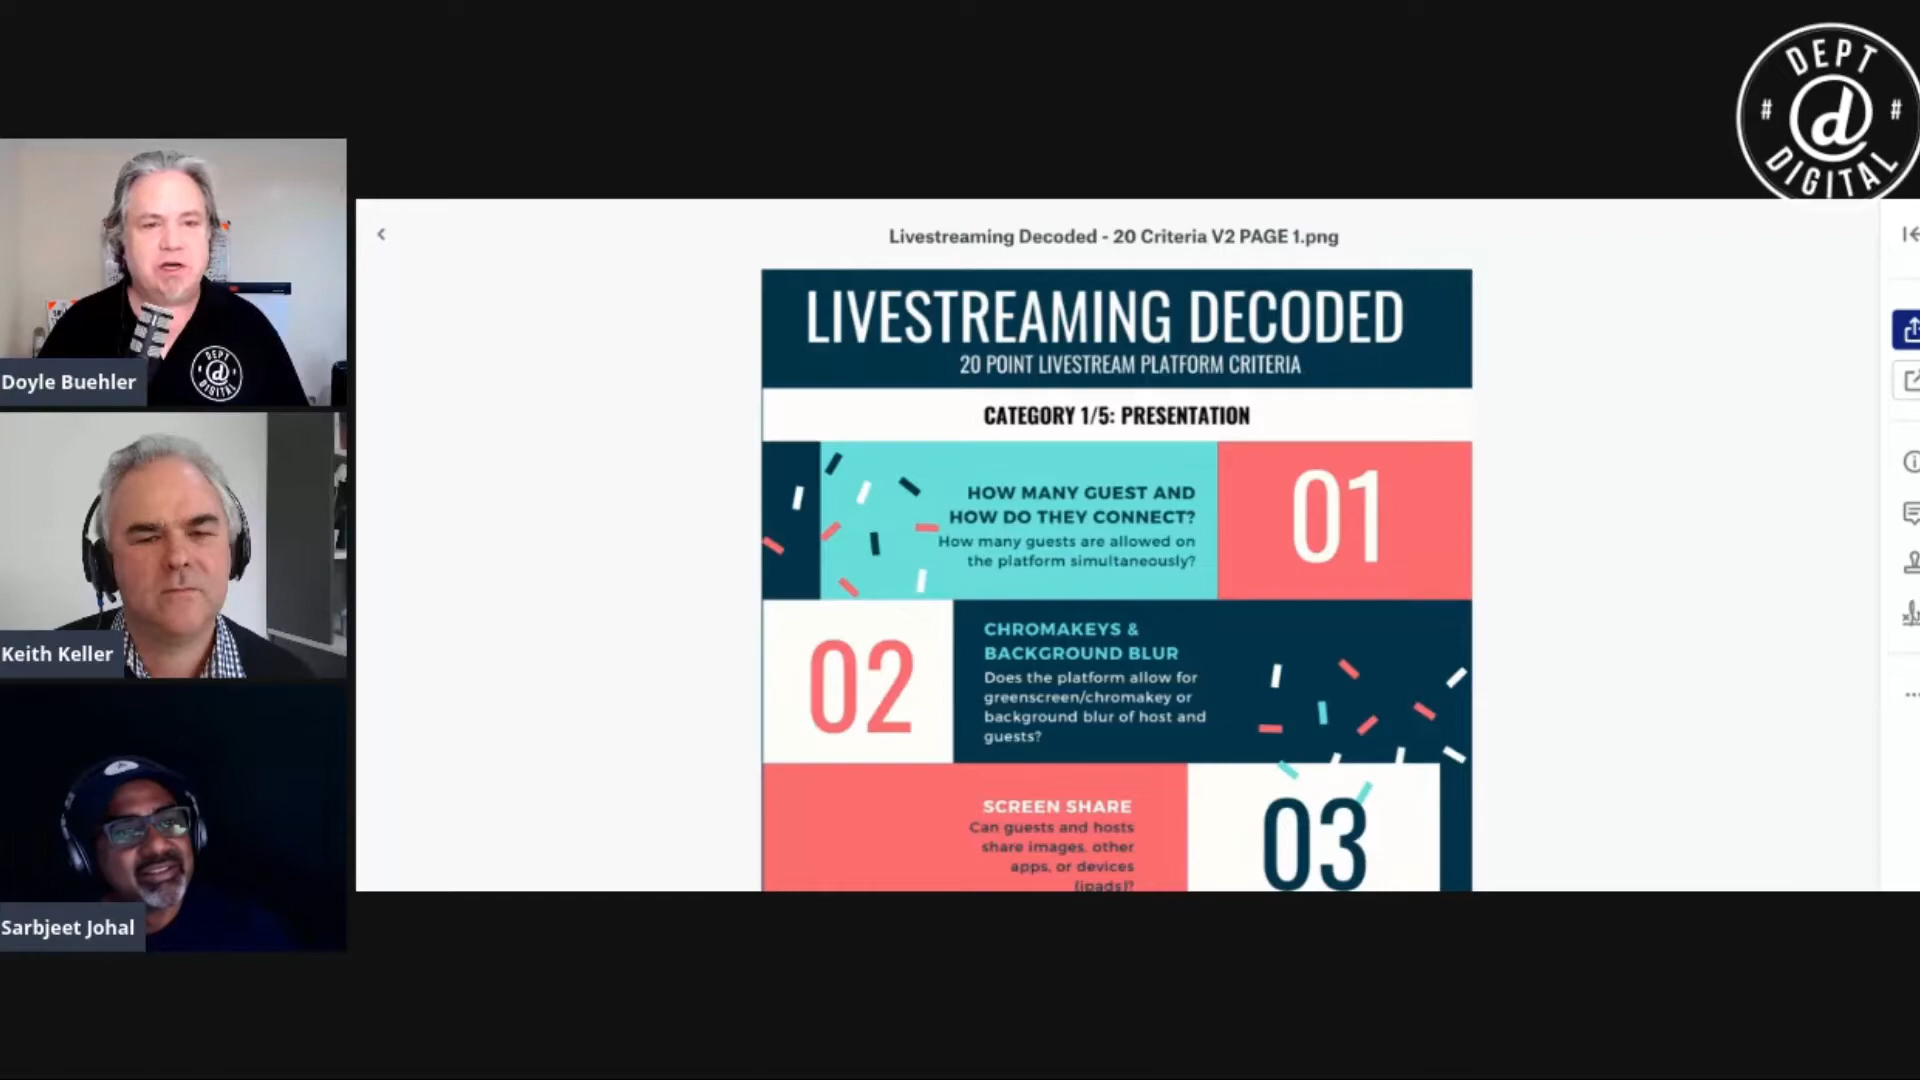 DEPT
# d #
DIGITAL
DEPT
# d #
DIGITAL
Doyle Buehler
Keith Keller
Sarbjeet Johal
Livestreaming Decoded - 20 Criteria V2 PAGE 1.png
LIVESTREAMING DECODED
20 POINT LIVESTREAM PLATFORM CRITERIA
CATEGORY 1/5: PRESENTATION
HOW MANY GUEST AND
HOW DO THEY CONNECT?
How many guests are allowed on
the platform simultaneously?
01
02
CHROMAKEYS &
BACKGROUND BLUR
Does the platform allow for
greenscreen/chromakey or
background blur of host and
guests?
SCREEN SHARE
Can guests and hosts
share images, other
apps, or devices
(ipads)?
03